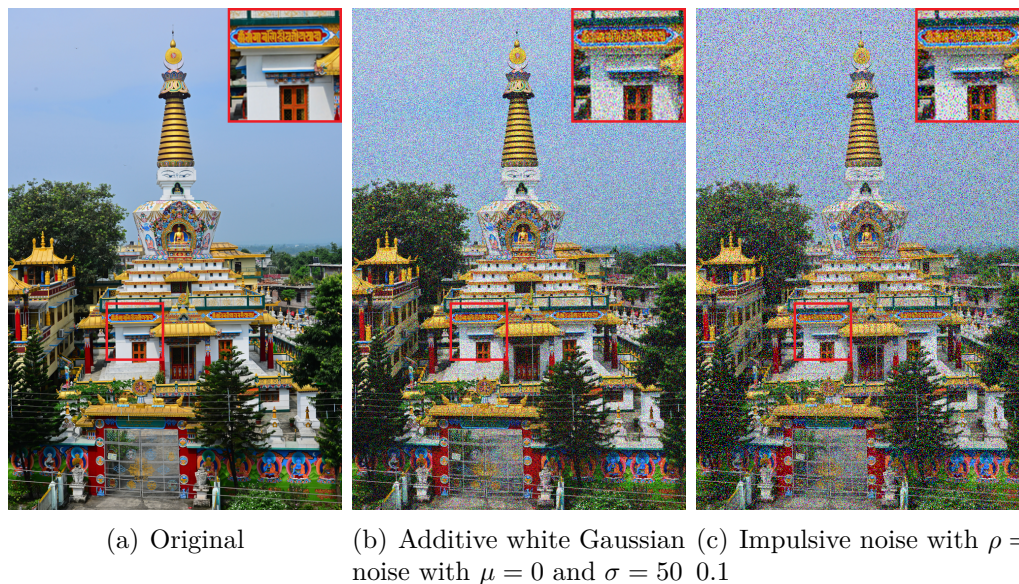 (a) Original
(b) Additive white Gaussian
noise with μ = 0 and σ = 50
(c) Impulsive noise with ρ =
0.1